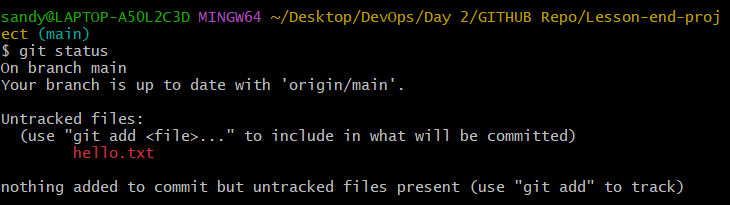 sandy@LAPTOP-A5OL2C3D MINGW64 ~/Desktop/DevOps/Day 2/GITHUB Repo/Lesson-end-proj
ect (main)
$ git status
On branch main
Your branch is up to date with 'origin/main'.

Untracked files:
  (use "git add <file>..." to include in what will be committed)
        hello.txt

nothing added to commit but untracked files present (use "git add" to track)